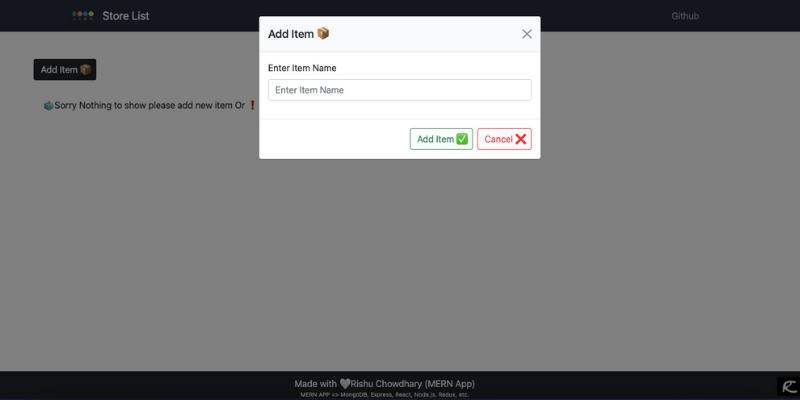 Store List
Github
Add Item 📦
Enter Item Name
Enter Item Name
Add Item ✅
Cancel ❌
Add Item 📦
Sorry Nothing to show please add new item Or ❗
Made with 🤍Rishu Chowdhary (MERN App)
MERN APP => MongoDB, Express, React, Node.js, Redux, etc.